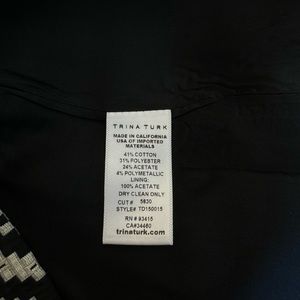 TRINA TURK
MADE IN CALIFORNIA
USA OF IMPORTED
MATERIALS
41% COTTON
31% POLYESTER
24% ACETATE
4% POLYMETALLIC
LINING:
100% ACETATE
DRY CLEAN ONLY
CUT # 5830
STYLE# TD150015
RN # 93415
CA# 34460
trinaturk.com